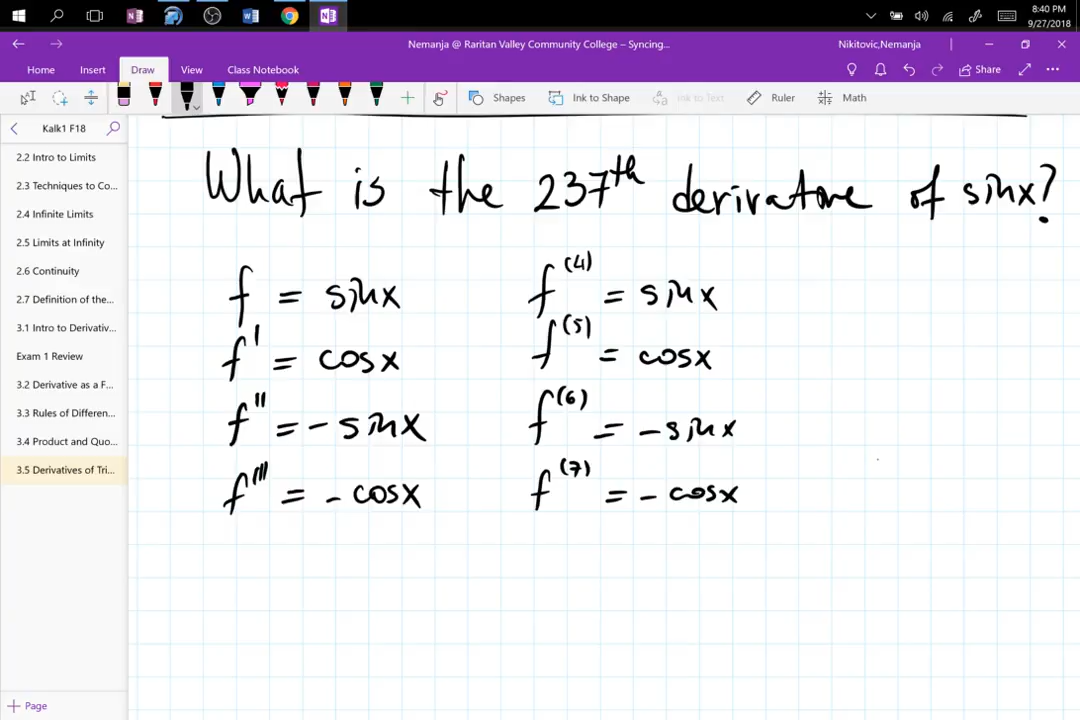 8:40 PM
9/27/2018
Nemanja @ Raritan Valley Community College – Syncing...
Nikitovic,Nemanja
Home Insert Draw View Class Notebook
Share
Shapes Ink to Shape Ink to Text Ruler Math
Kalk1 F18
2.2 Intro to Limits
2.3 Techniques to Co...
2.4 Infinite Limits
2.5 Limits at Infinity
2.6 Continuity
2.7 Definition of the...
3.1 Intro to Derivativ...
Exam 1 Review
3.2 Derivative as a F...
3.3 Rules of Differen...
3.4 Product and Quo...
3.5 Derivatives of Tri...
Page
What is the 237th derivative of sinx?
f = sinx
f' = cosx
f'' = - sinx
f''' = - cosx
f^(4) = sinx
f^(5) = cosx
f^(6) = - sinx
f^(7) = - cosx